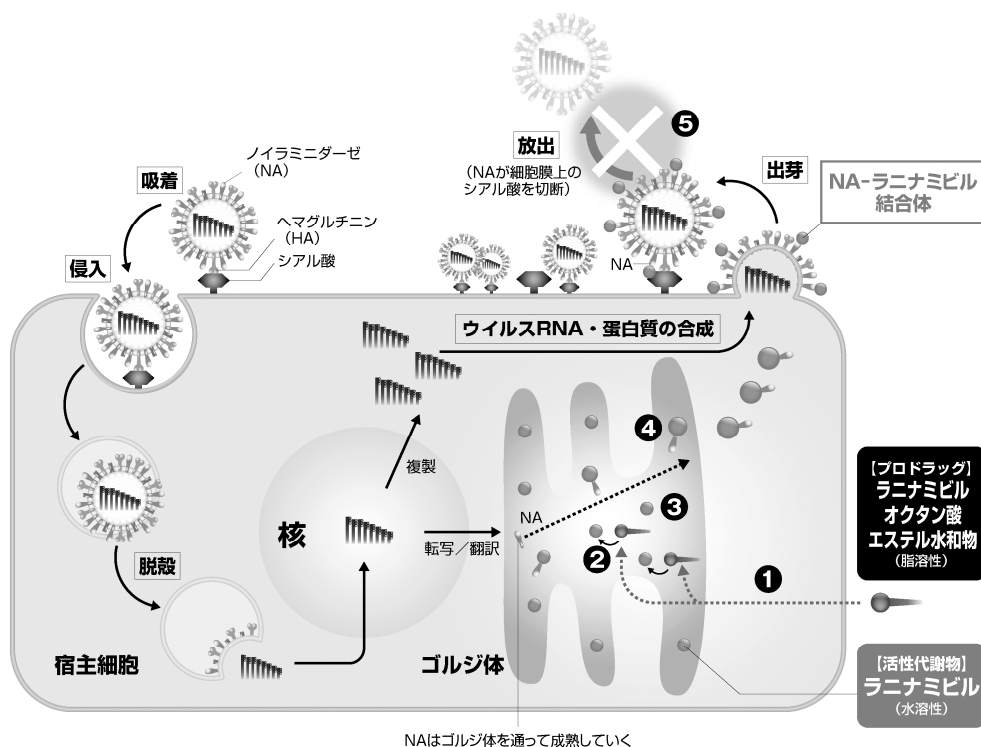 ノイラミニダーゼ
（NA）
吸着
ヘマグルチニン
（HA）
シアル酸
侵入
放出
（NAが細胞膜上の
シアル酸を切断）
❺
出芽
NA-ラニナミビル
結合体
NA
ウイルスRNA・蛋白質の合成
❹
複製
核
転写／翻訳
NA
❸
❷
❶
【プロドラッグ】
ラニナミビル
オクタン酸
エステル水和物
（脂溶性）
脱殻
宿主細胞
ゴルジ体
【活性代謝物】
ラニナミビル
（水溶性）
NAはゴルジ体を通って成熟していく